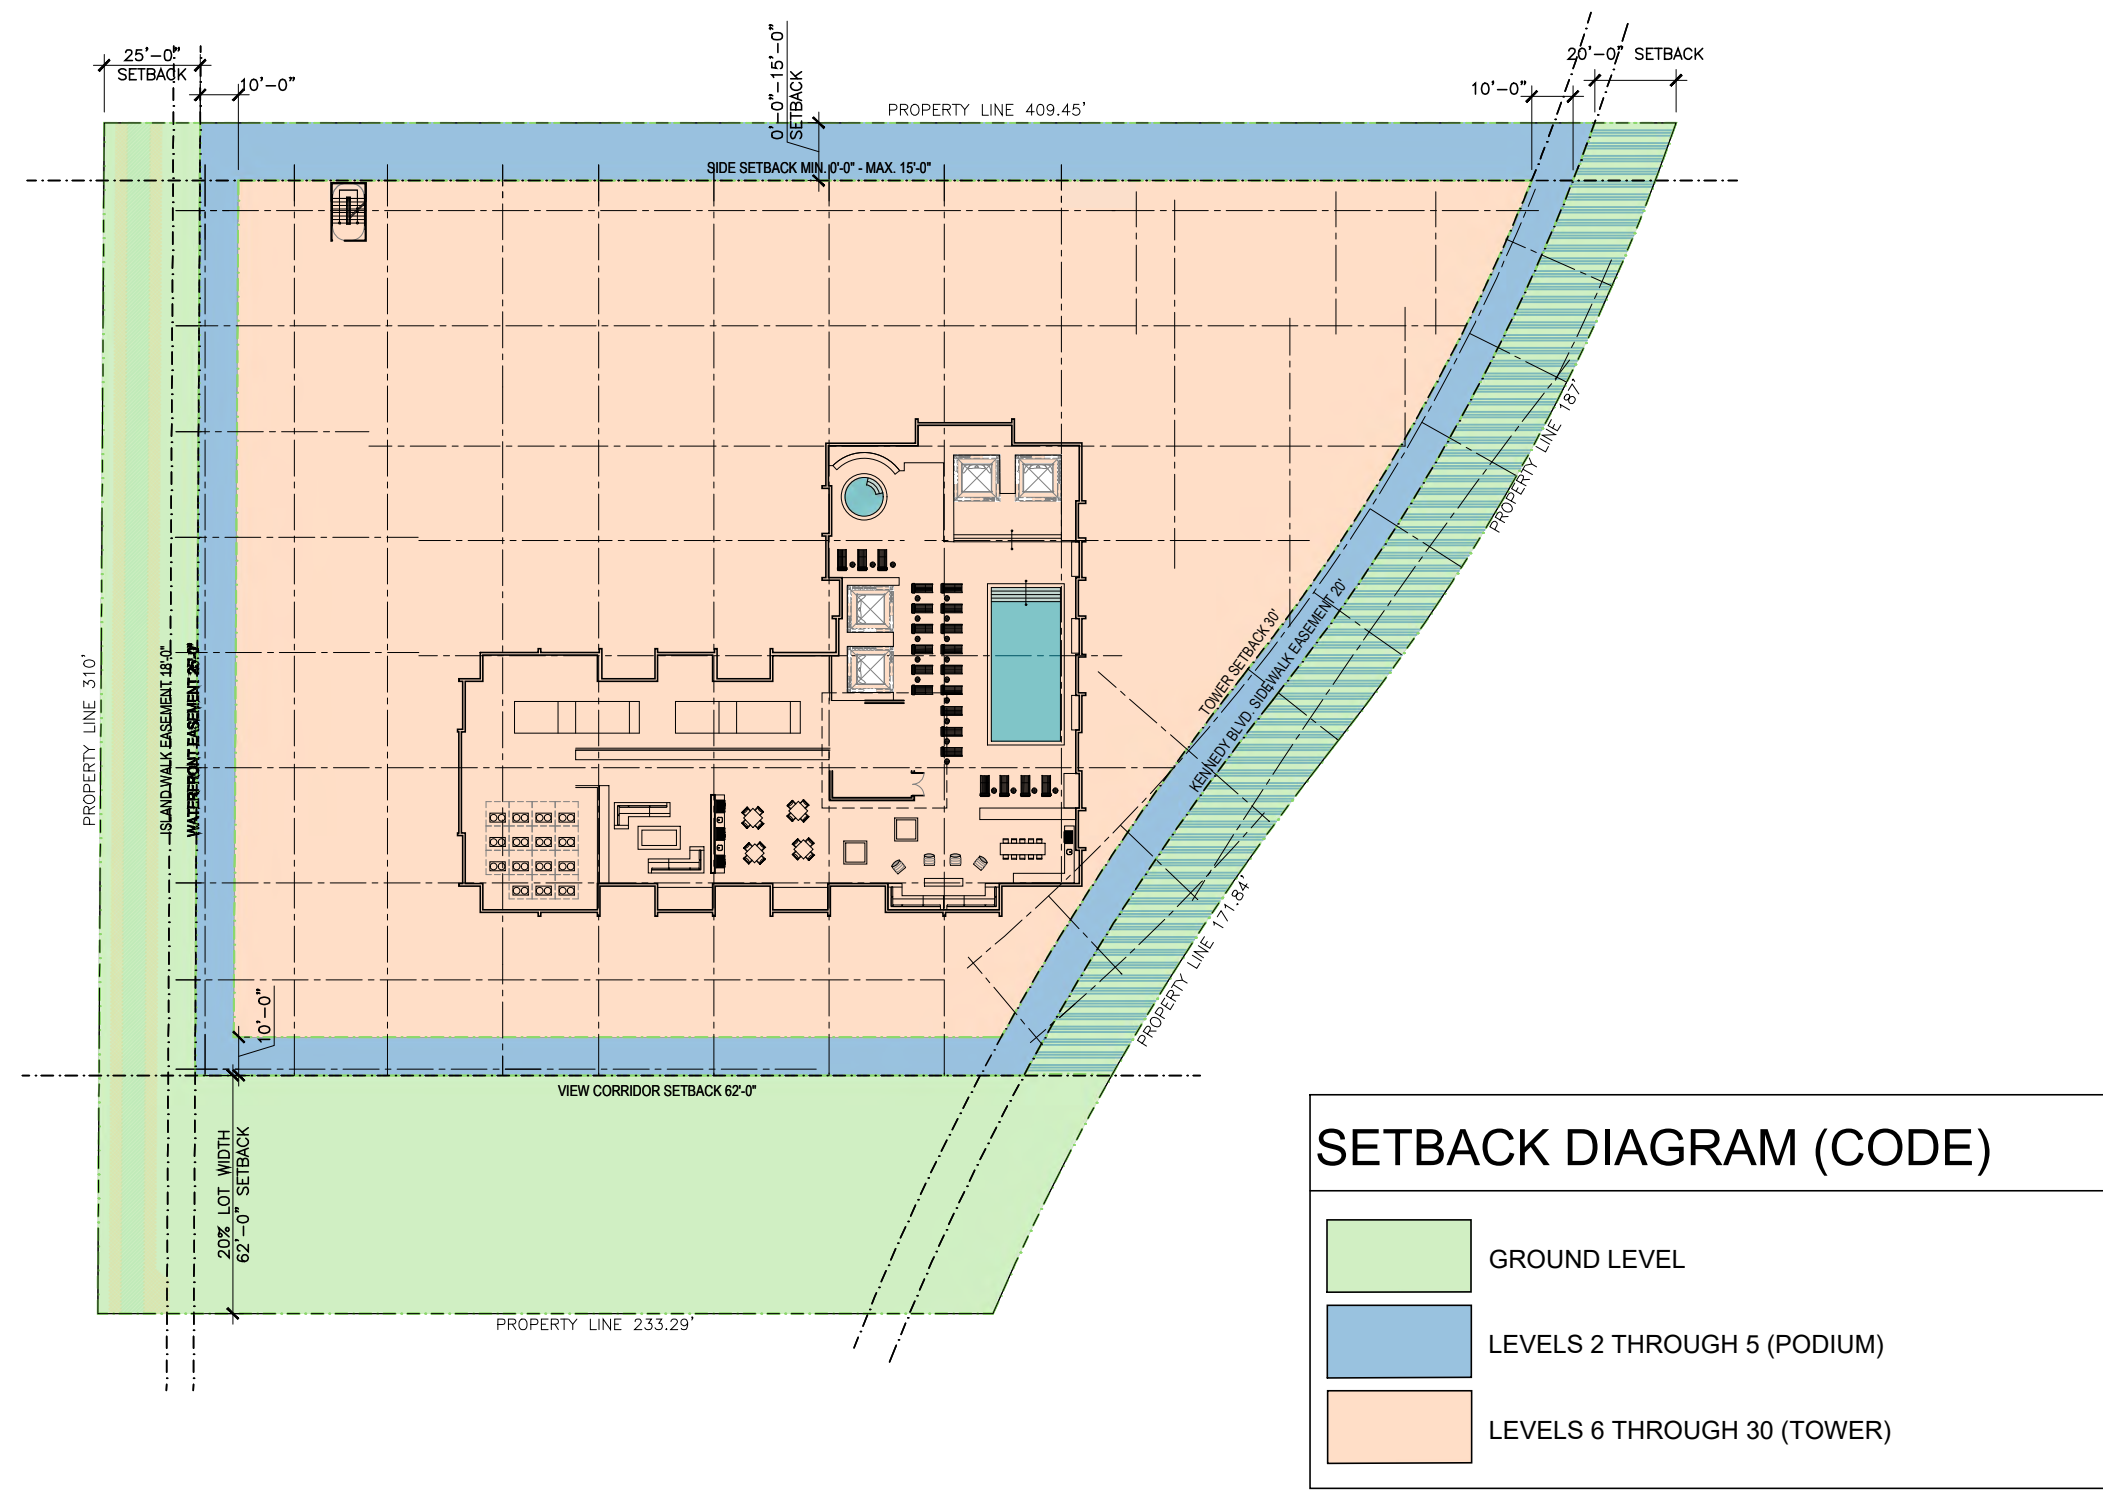 25'-0"
SETBACK
10'-0"
0'-0"-15'-0"
SETBACK
PROPERTY LINE 409.45'
10'-0"
20'-0" SETBACK
SIDE SETBACK MIN. 0'-0" - MAX. 15'-0"
PROPERTY LINE 187'
PROPERTY LINE 310'
ISLAND WALK EASEMENT 18'-0"
WATERFRONT EASEMENT
TOWER SETBACK 30'
KENNEDY BLVD. SIDEWALK EASEMENT 20'
PROPERTY LINE 171.84'
10'-0"
VIEW CORRIDOR SETBACK 62'-0"
20% LOT WIDTH
62'-0" SETBACK
PROPERTY LINE 233.29'
SETBACK DIAGRAM (CODE)
GROUND LEVEL
LEVELS 2 THROUGH 5 (PODIUM)
LEVELS 6 THROUGH 30 (TOWER)